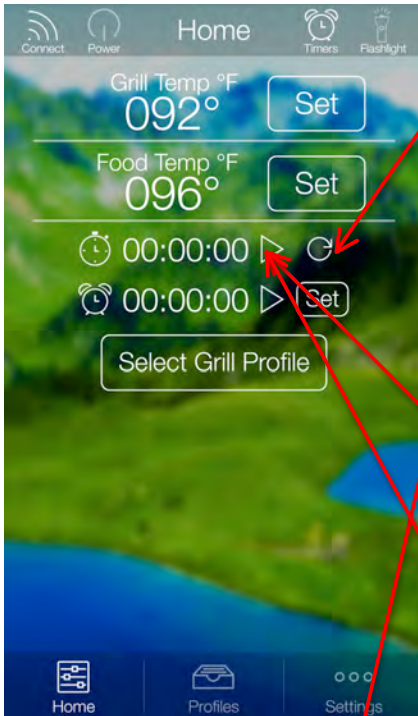 Connect Power Home Timers Flashlight
Grill Temp °F
092° Set
Food Temp °F
096° Set
00:00:00
00:00:00 Set
Select Grill Profile
Home Profiles Settings